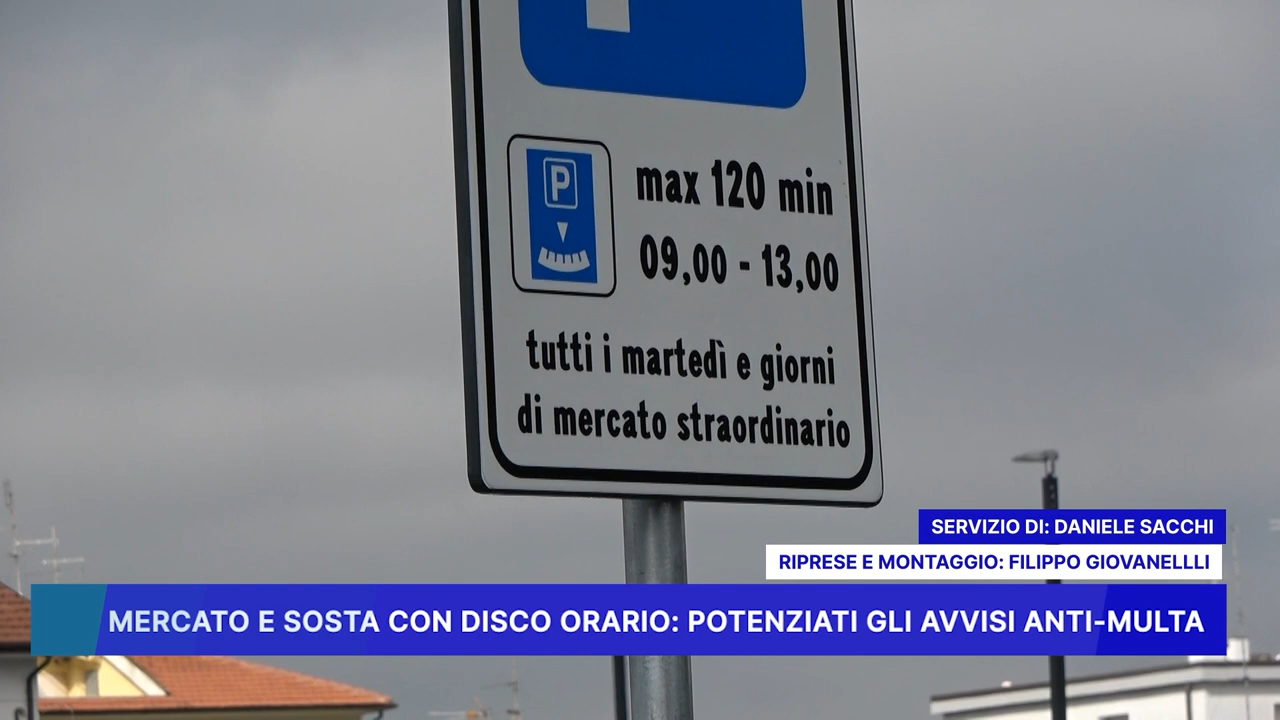 P
max 120 min
09,00 - 13,00
tutti i martedì e giorni
di mercato straordinario
SERVIZIO DI: DANIELE SACCHI
RIPRESE E MONTAGGIO: FILIPPO GIOVANELLLI
MERCATO E SOSTA CON DISCO ORARIO: POTENZIATI GLI AVVISI ANTI-MULTA